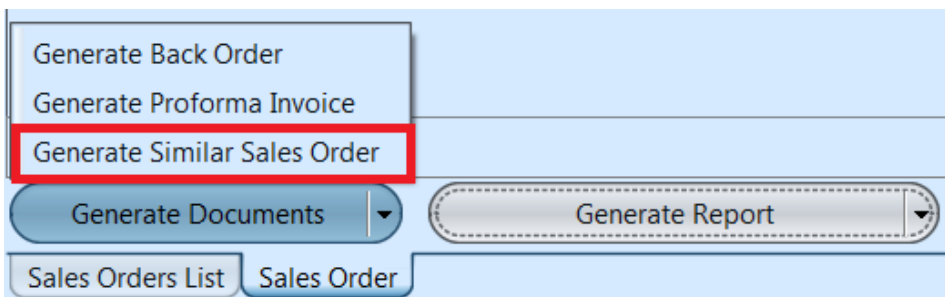 Generate Back Order
Generate Proforma Invoice
Generate Similar Sales Order
Generate Documents
Generate Report
Sales Orders List
Sales Order